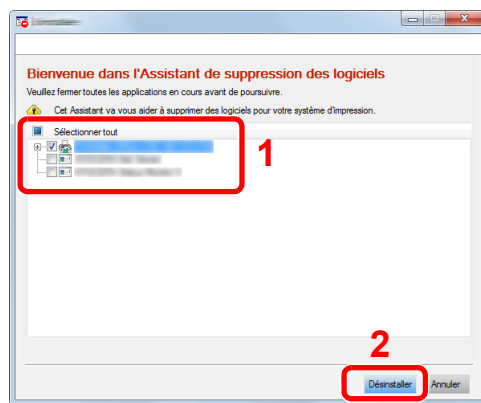 Bienvenue dans l'Assistant de suppression des logiciels
Veuillez fermer toutes les applications en cours avant de poursuivre.
Cet Assistant va vous aider à supprimer des logiciels pour votre système d'impression.
Sélectionner tout
1
2
Désinstaller Annuler